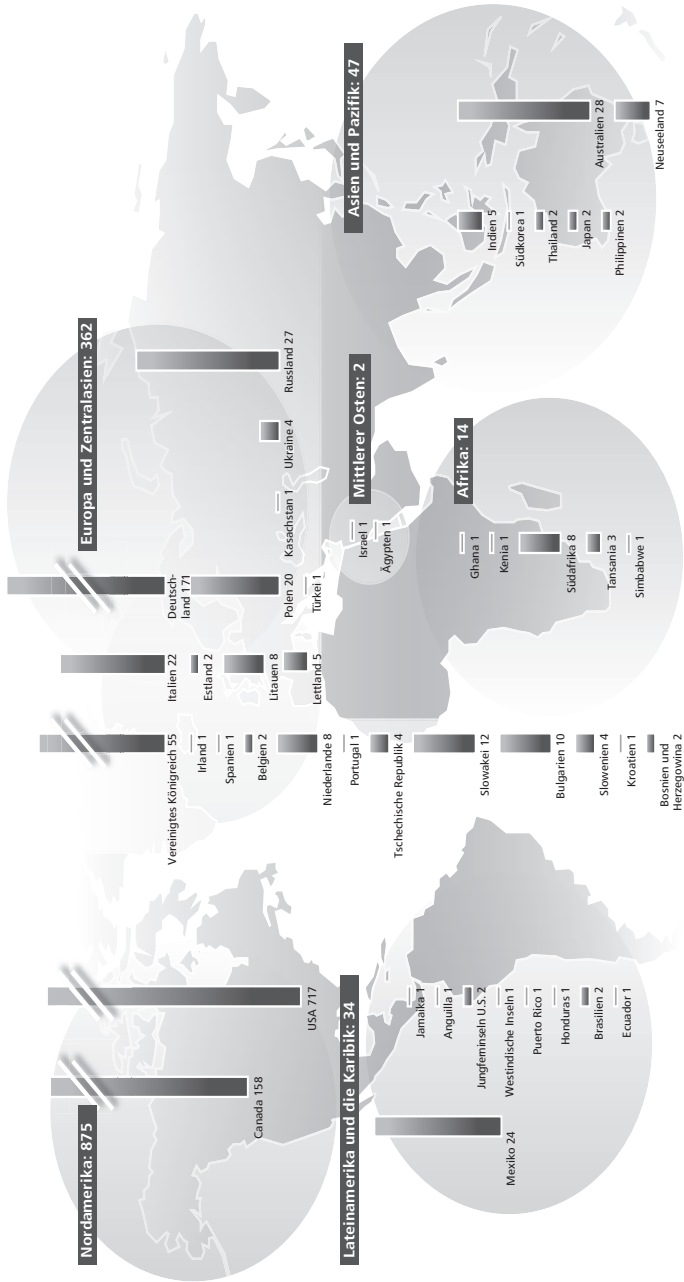 Nordamerika: 875
Canada 158
USA 717
Lateinamerika und die Karibik: 34
Mexiko 24
Jamaika 1
Anguilla 1
Jungferninseln U.S. 2
Westindische Inseln 1
Puerto Rico 1
Honduras 1
Brasilien 2
Ecuador 1
Europa und Zentralasien: 362
Vereinigtes Königreich 55
Irland 1
Spanien 1
Belgien 2
Niederlande 8
Portugal 1
Tschechische Republik 4
Slowakei 12
Bulgarien 10
Slowenien 4
Kroatien 1
Bosnien und
Herzegowina 2
Italien 22
Estland 2
Litauen 8
Lettland 5
Deutsch-
land 171
Polen 20
Türkei 1
Kasachstan 1
Ukraine 4
Russland 27
Mittlerer Osten: 2
Israel 1
Ägypten 1
Afrika: 14
Ghana 1
Kenia 1
Südafrika 8
Tansania 3
Simbabwe 1
Asien und Pazifik: 47
Indien 5
Südkorea 1
Thailand 2
Japan 2
Philippinen 2
Australien 28
Neuseeland 7